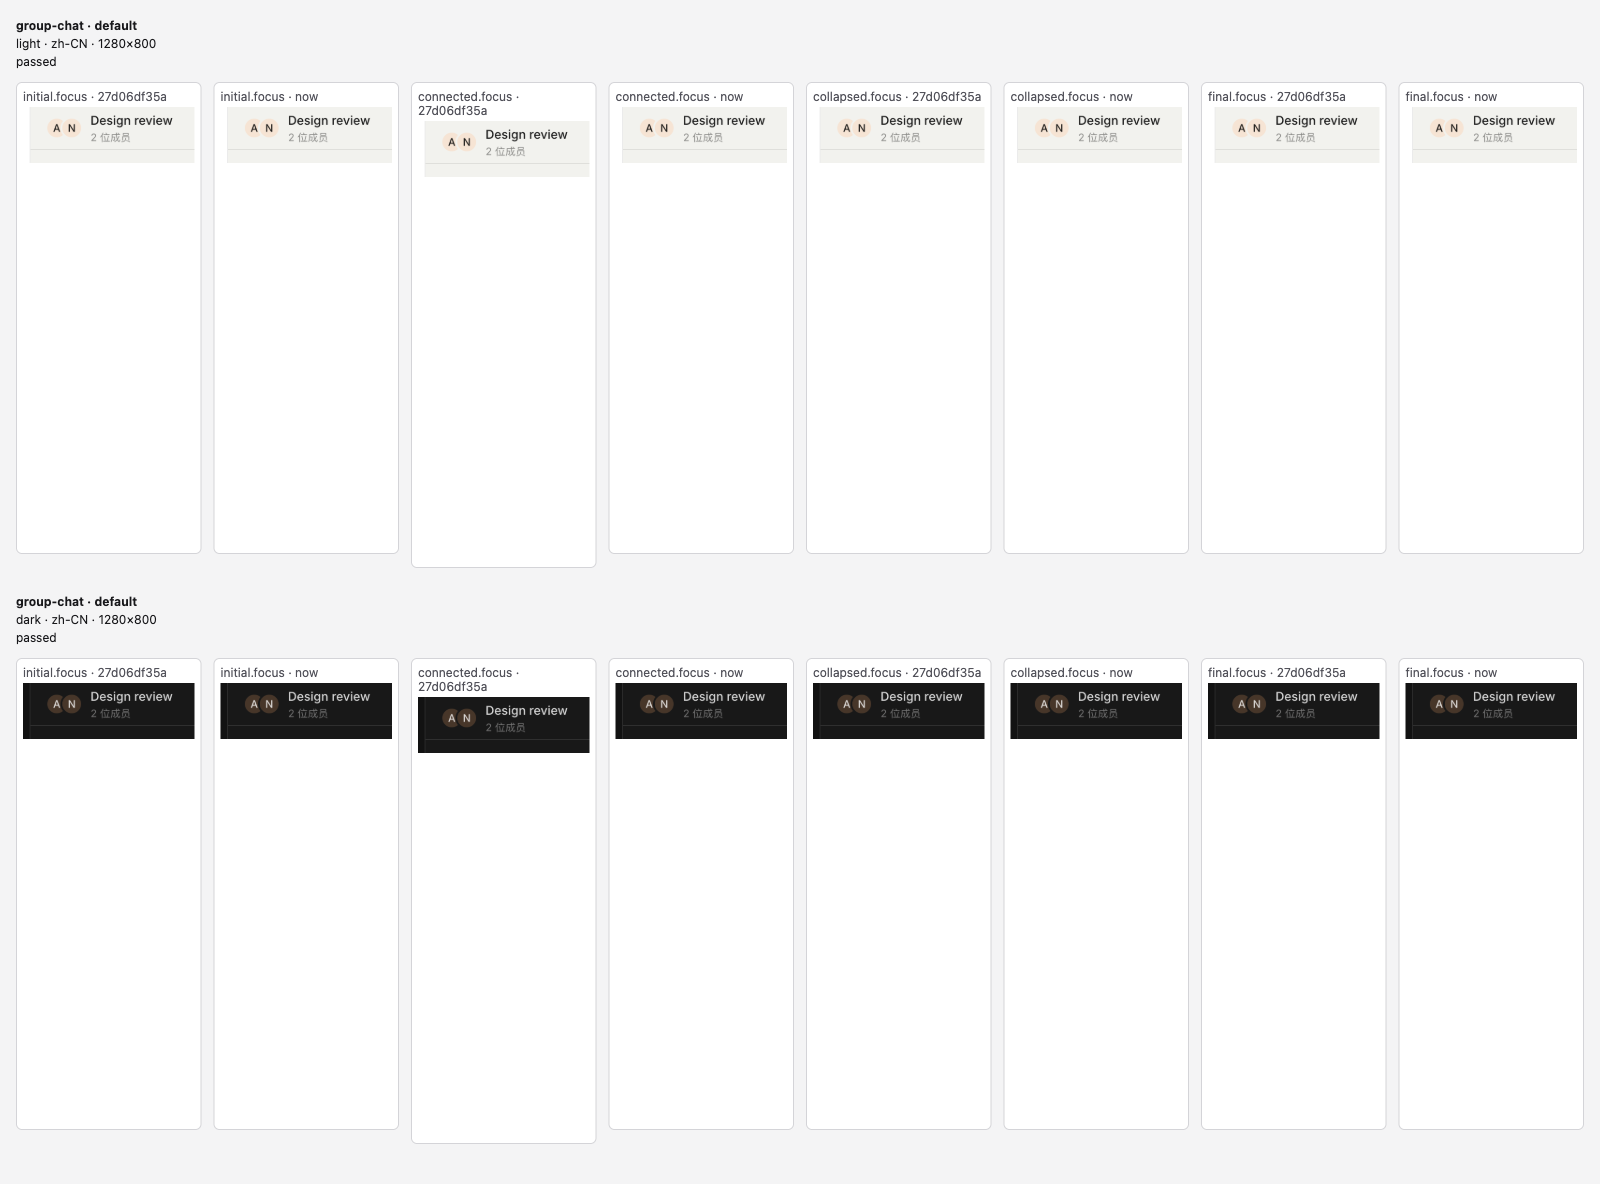 group-chat · default
light · zh-CN · 1280×800
passed
initial.focus · 27d06df35a
A N Design review
2 位成员
initial.focus · now
A N Design review
2 位成员
connected.focus ·
27d06df35a
A N Design review
2 位成员
connected.focus · now
A N Design review
2 位成员
collapsed.focus · 27d06df35a
A N Design review
2 位成员
collapsed.focus · now
A N Design review
2 位成员
final.focus · 27d06df35a
A N Design review
2 位成员
final.focus · now
A N Design review
2 位成员
group-chat · default
dark · zh-CN · 1280×800
passed
initial.focus · 27d06df35a
A N Design review
2 位成员
initial.focus · now
A N Design review
2 位成员
connected.focus ·
27d06df35a
A N Design review
2 位成员
connected.focus · now
A N Design review
2 位成员
collapsed.focus · 27d06df35a
A N Design review
2 位成员
collapsed.focus · now
A N Design review
2 位成员
final.focus · 27d06df35a
A N Design review
2 位成员
final.focus · now
A N Design review
2 位成员